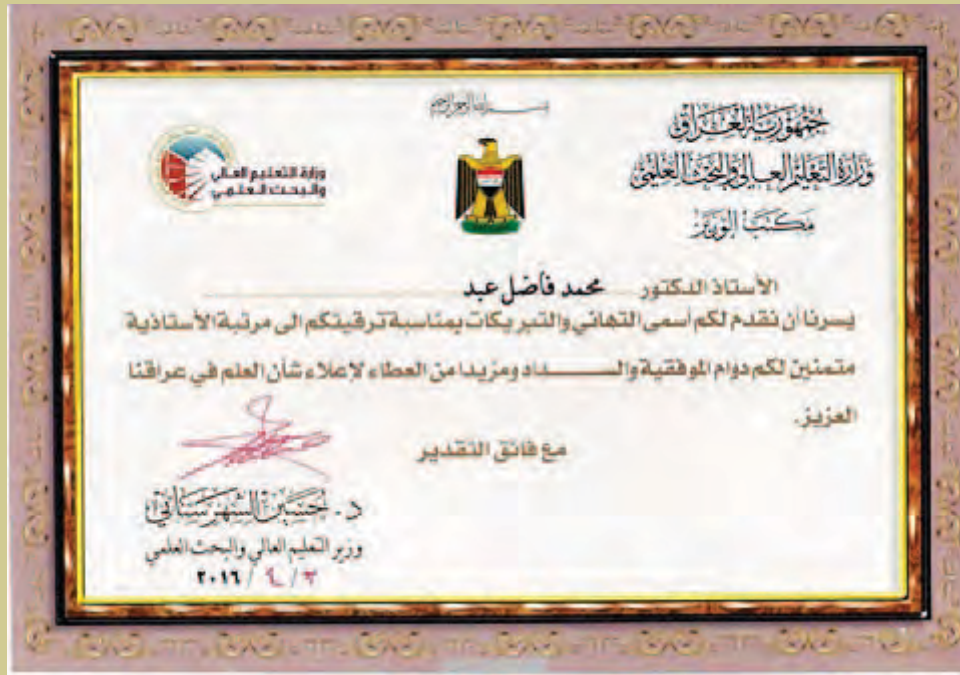 بسم الله الرحمن الرحيم
جمهورية العراق
وزارة التعليم العالي والبحث العلمي
مكتب الوزير
وزارة التعليم العالي
والبحث العلمي
الأستاذ الدكتور محمد فاضل عبد
يسرنا أن نقدم لكم أسمى التهاني والتبريكات بمناسبة ترقيتكم الى مرتبة الأستاذية
متمنين لكم دوام الموفقية والسداد ومزيدا من العطاء لإعلاء شأن العلم في عراقنا
العزيز.
مع فائق التقدير
د. حسين الشهرستاني
وزير التعليم العالي والبحث العلمي
٣ / ٤ / ٢٠١٦